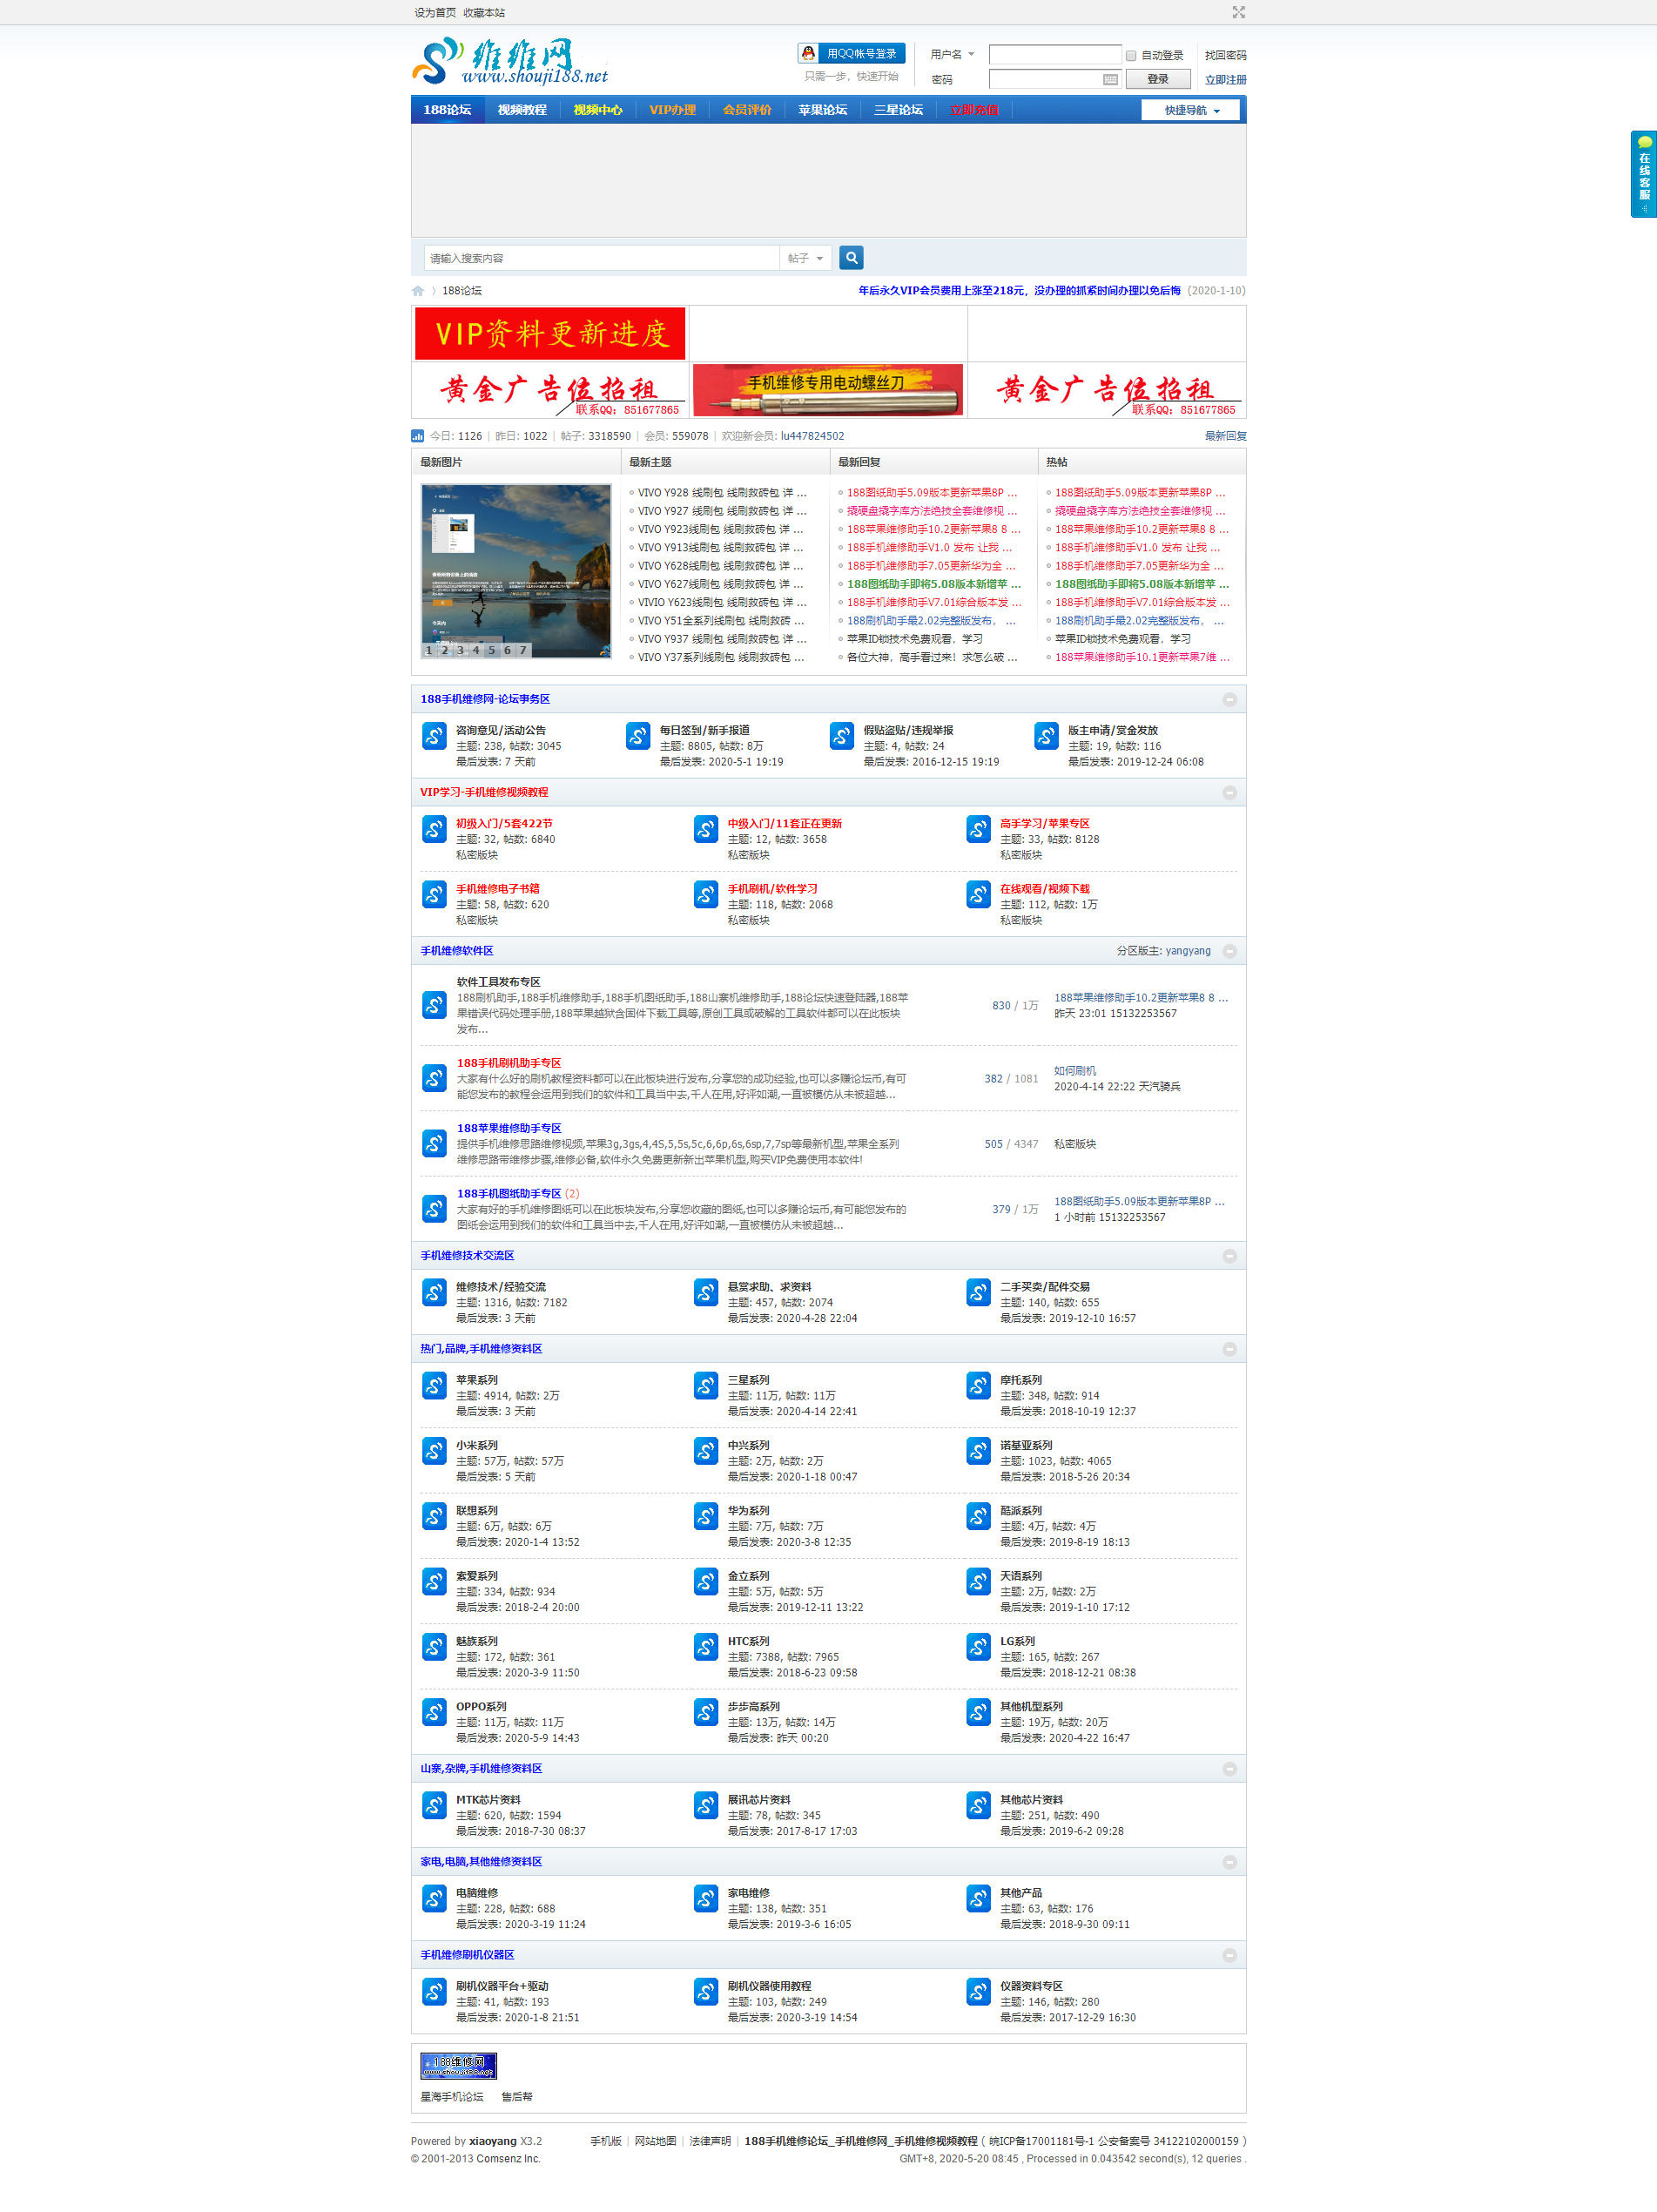 设为首页 收藏本站
维维网
www.shouji188.net
用QQ帐号登录
只需一步，快速开始
用户名 自动登录 找回密码
密码 登录 立即注册
188论坛 视频教程 视频中心 VIP办理 会员评价 苹果论坛 三星论坛 立即充值 快捷导航
在线客服
请输入搜索内容 帖子
188论坛 年后永久VIP会员费用上涨至218元，没办理的抓紧时间办理以免后悔 (2020-1-10)
VIP资料更新进度
黄金广告位招租 联系QQ：851677865
手机维修专用电动螺丝刀
黄金广告位招租 联系QQ：851677865
今日: 1126 | 昨日: 1022 | 帖子: 3318590 | 会员: 559078 | 欢迎新会员: lu447824502 最新回复
最新图片 最新主题 最新回复 热帖
1 2 3 4 5 6 7
VIVO Y928 线刷包 线刷救砖包 详 ...
VIVO Y927 线刷包 线刷救砖包 详 ...
VIVO Y923线刷包 线刷救砖包 详 ...
VIVO Y913线刷包 线刷救砖包 详 ...
VIVO Y628线刷包 线刷救砖包 详 ...
VIVO Y627线刷包 线刷救砖包 详 ...
VIVIO Y623线刷包 线刷救砖包 详 ...
VIVO Y51全系列线刷包 线刷救砖 ...
VIVO Y937 线刷包 线刷救砖包 详 ...
VIVO Y37系列线刷包 线刷救砖包 ...
188图纸助手5.09版本更新苹果8P ...
撬硬盘撬字库方法绝技全套维修视 ...
188苹果维修助手10.2更新苹果8 8 ...
188手机维修助手V1.0 发布 让我 ...
188手机维修助手7.05更新华为全 ...
188图纸助手即将5.08版本新增苹 ...
188手机维修助手V7.01综合版本发 ...
188刷机助手最2.02完整版发布， ...
苹果ID锁技术免费观看，学习
各位大神，高手看过来！求怎么破 ...
188图纸助手5.09版本更新苹果8P ...
撬硬盘撬字库方法绝技全套维修视 ...
188苹果维修助手10.2更新苹果8 8 ...
188手机维修助手V1.0 发布 让我 ...
188手机维修助手7.05更新华为全 ...
188图纸助手即将5.08版本新增苹 ...
188手机维修助手V7.01综合版本发 ...
188刷机助手最2.02完整版发布， ...
苹果ID锁技术免费观看，学习
188苹果维修助手10.1更新苹果7维 ...
188手机维修网-论坛亊务区
咨询意见/活动公告 每日签到/新手报道 假贴盗贴/违规举报 版主申请/赏金发放
主题: 238, 帖数: 3045 主题: 8805, 帖数: 8万 主题: 4, 帖数: 24 主题: 19, 帖数: 116
最后发表: 7 天前 最后发表: 2020-5-1 19:19 最后发表: 2016-12-15 19:19 最后发表: 2019-12-24 06:08
VIP学习-手机维修视频教程
初级入门/5套422节 中级入门/11套正在更新 高手学习/苹果专区
主题: 32, 帖数: 6840 主题: 12, 帖数: 3658 主题: 33, 帖数: 8128
私密版块 私密版块 私密版块
手机维修电子书籍 手机刷机/软件学习 在线观看/视频下载
主题: 58, 帖数: 620 主题: 118, 帖数: 2068 主题: 112, 帖数: 1万
私密版块 私密版块 私密版块
手机维修软件区 分区版主: yangyang
软件工具发布专区
188刷机助手,188手机维修助手,188手机图纸助手,188山寨机维修助手,188论坛快速登陆器,188苹
果错误代码处理手册,188苹果越狱含固件下载工具等,原创工具或破解的工具软件都可以在此板块
发布...
830 / 1万
188苹果维修助手10.2更新苹果8 8 ...
昨天 23:01 15132253567
188手机刷机助手专区
大家有什么好的刷机教程资料都可以在此板块进行发布,分享您的成功经验,也可以多赚论坛币,有可
能您发布的教程会运用到我们的软件和工具当中去,千人在用,好评如潮,一直被模仿从未被超越...
382 / 1081
如何刷机
2020-4-14 22:22 天汽骑兵
188苹果维修助手专区
提供手机维修思路维修视频,苹果3g,3gs,4,4S,5,5s,5c,6,6p,6s,6sp,7,7sp等最新机型,苹果全系列
维修思路带维修步骤,维修必备,软件永久免费更新新出苹果机型,购买VIP免费使用本软件!
505 / 4347
私密版块
188手机图纸助手专区 (2)
大家有好的手机维修图纸可以在此板块发布,分享您收藏的图纸,也可以多赚论坛币,有可能您发布的
图纸会运用到我们的软件和工具当中去,千人在用,好评如潮,一直被模仿从未被超越...
379 / 1万
188图纸助手5.09版本更新苹果8P ...
1 小时前 15132253567
手机维修技术交流区
维修技术/经验交流 悬赏求助、求资料 二手买卖/配件交易
主题: 1316, 帖数: 7182 主题: 457, 帖数: 2074 主题: 140, 帖数: 655
最后发表: 3 天前 最后发表: 2020-4-28 22:04 最后发表: 2019-12-10 16:57
热门,品牌,手机维修资料区
苹果系列 三星系列 摩托系列
主题: 4914, 帖数: 2万 主题: 11万, 帖数: 11万 主题: 348, 帖数: 914
最后发表: 3 天前 最后发表: 2020-4-14 22:41 最后发表: 2018-10-19 12:37
小米系列 中兴系列 诺基亚系列
主题: 57万, 帖数: 57万 主题: 2万, 帖数: 2万 主题: 1023, 帖数: 4065
最后发表: 5 天前 最后发表: 2020-1-18 00:47 最后发表: 2018-5-26 20:34
联想系列 华为系列 酷派系列
主题: 6万, 帖数: 6万 主题: 7万, 帖数: 7万 主题: 4万, 帖数: 4万
最后发表: 2020-1-4 13:52 最后发表: 2020-3-8 12:35 最后发表: 2019-8-19 18:13
索爱系列 金立系列 天语系列
主题: 334, 帖数: 934 主题: 5万, 帖数: 5万 主题: 2万, 帖数: 2万
最后发表: 2018-2-4 20:00 最后发表: 2019-12-11 13:22 最后发表: 2019-1-10 17:12
魅族系列 HTC系列 LG系列
主题: 172, 帖数: 361 主题: 7388, 帖数: 7965 主题: 165, 帖数: 267
最后发表: 2020-3-9 11:50 最后发表: 2018-6-23 09:58 最后发表: 2018-12-21 08:38
OPPO系列 步步高系列 其他机型系列
主题: 11万, 帖数: 11万 主题: 13万, 帖数: 14万 主题: 19万, 帖数: 20万
最后发表: 2020-5-9 14:43 最后发表: 昨天 00:20 最后发表: 2020-4-22 16:47
山寨,杂牌,手机维修资料区
MTK芯片资料 展讯芯片资料 其他芯片资料
主题: 620, 帖数: 1594 主题: 78, 帖数: 345 主题: 251, 帖数: 490
最后发表: 2018-7-30 08:37 最后发表: 2017-8-17 17:03 最后发表: 2019-6-2 09:28
家电,电脑,其他维修资料区
电脑维修 家电维修 其他产品
主题: 228, 帖数: 688 主题: 138, 帖数: 351 主题: 63, 帖数: 176
最后发表: 2020-3-19 11:24 最后发表: 2019-3-6 16:05 最后发表: 2018-9-30 09:11
手机维修刷机仪器区
刷机仪器平台+驱动 刷机仪器使用教程 仪器资料专区
主题: 41, 帖数: 193 主题: 103, 帖数: 249 主题: 146, 帖数: 280
最后发表: 2020-1-8 21:51 最后发表: 2020-3-19 14:54 最后发表: 2017-12-29 16:30
188维修网
www.shouji188.net
星海手机论坛 售后帮
Powered by xiaoyang X3.2 手机版 | 网站地图 | 法律声明 | 188手机维修论坛_手机维修网_手机维修视频教程 ( 皖ICP备17001181号-1 公安备案号 34122102000159 )
© 2001-2013 Comsenz Inc. GMT+8, 2020-5-20 08:45 , Processed in 0.043542 second(s), 12 queries .